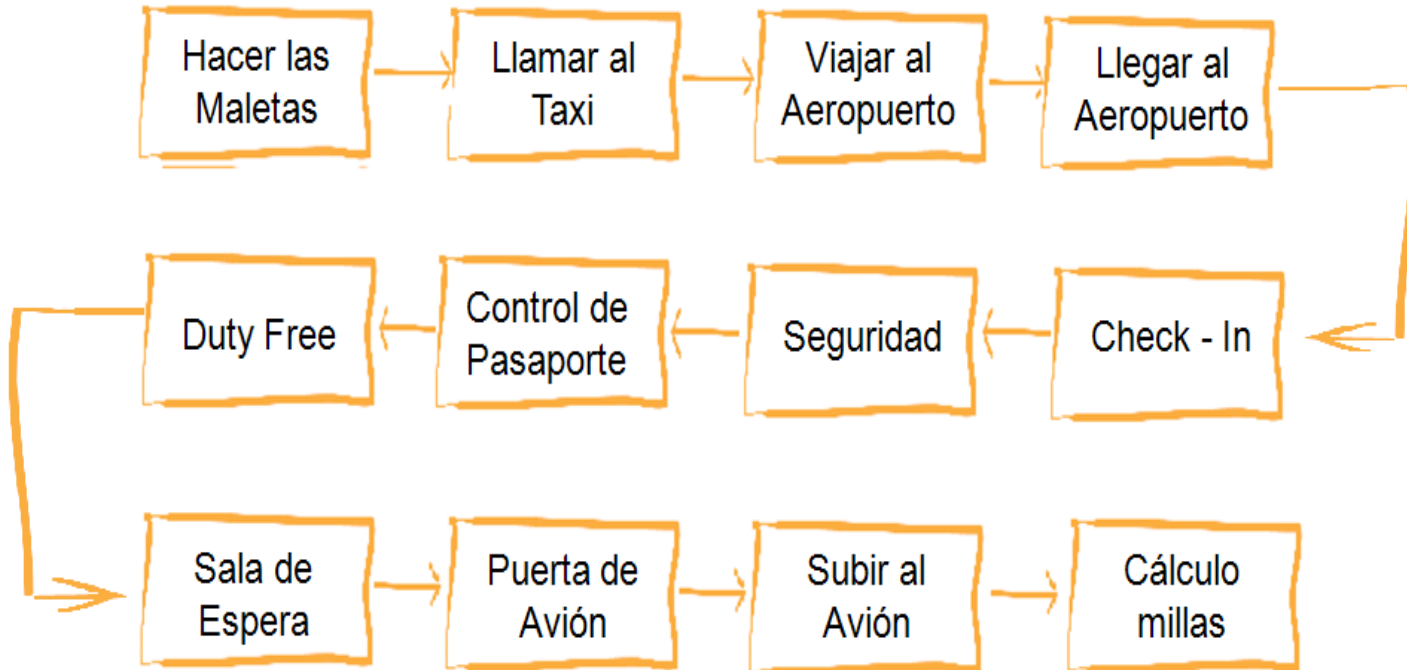 Hacer las
Maletas
Llamar al
Taxi
Viajar al
Aeropuerto
Llegar al
Aeropuerto
Check - In
Seguridad
Control de
Pasaporte
Duty Free
Sala de
Espera
Puerta de
Avión
Subir al
Avión
Cálculo
millas